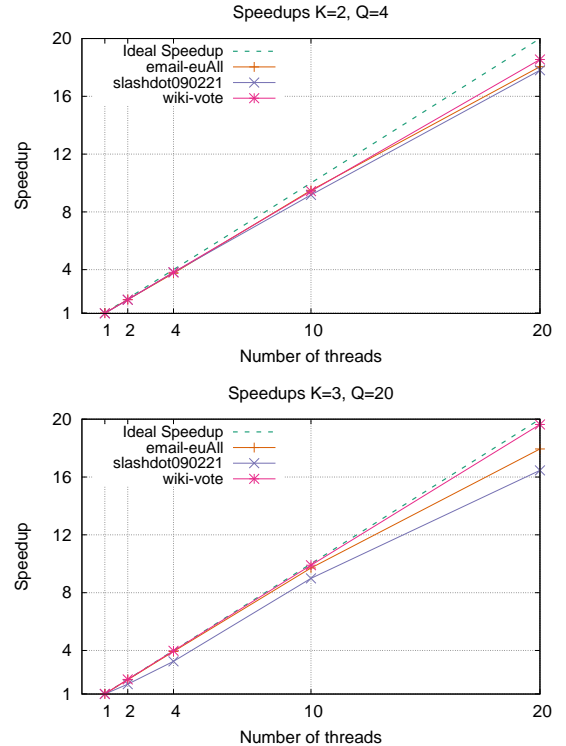 Speedups K=2, Q=4
20
16
12
8
4
1
Speedup
Ideal Speedup
email-euAll
slashdot090221
wiki-vote
1 2 4 10 20
Number of threads
Speedups K=3, Q=20
20
16
12
8
4
1
Speedup
Ideal Speedup
email-euAll
slashdot090221
wiki-vote
1 2 4 10 20
Number of threads